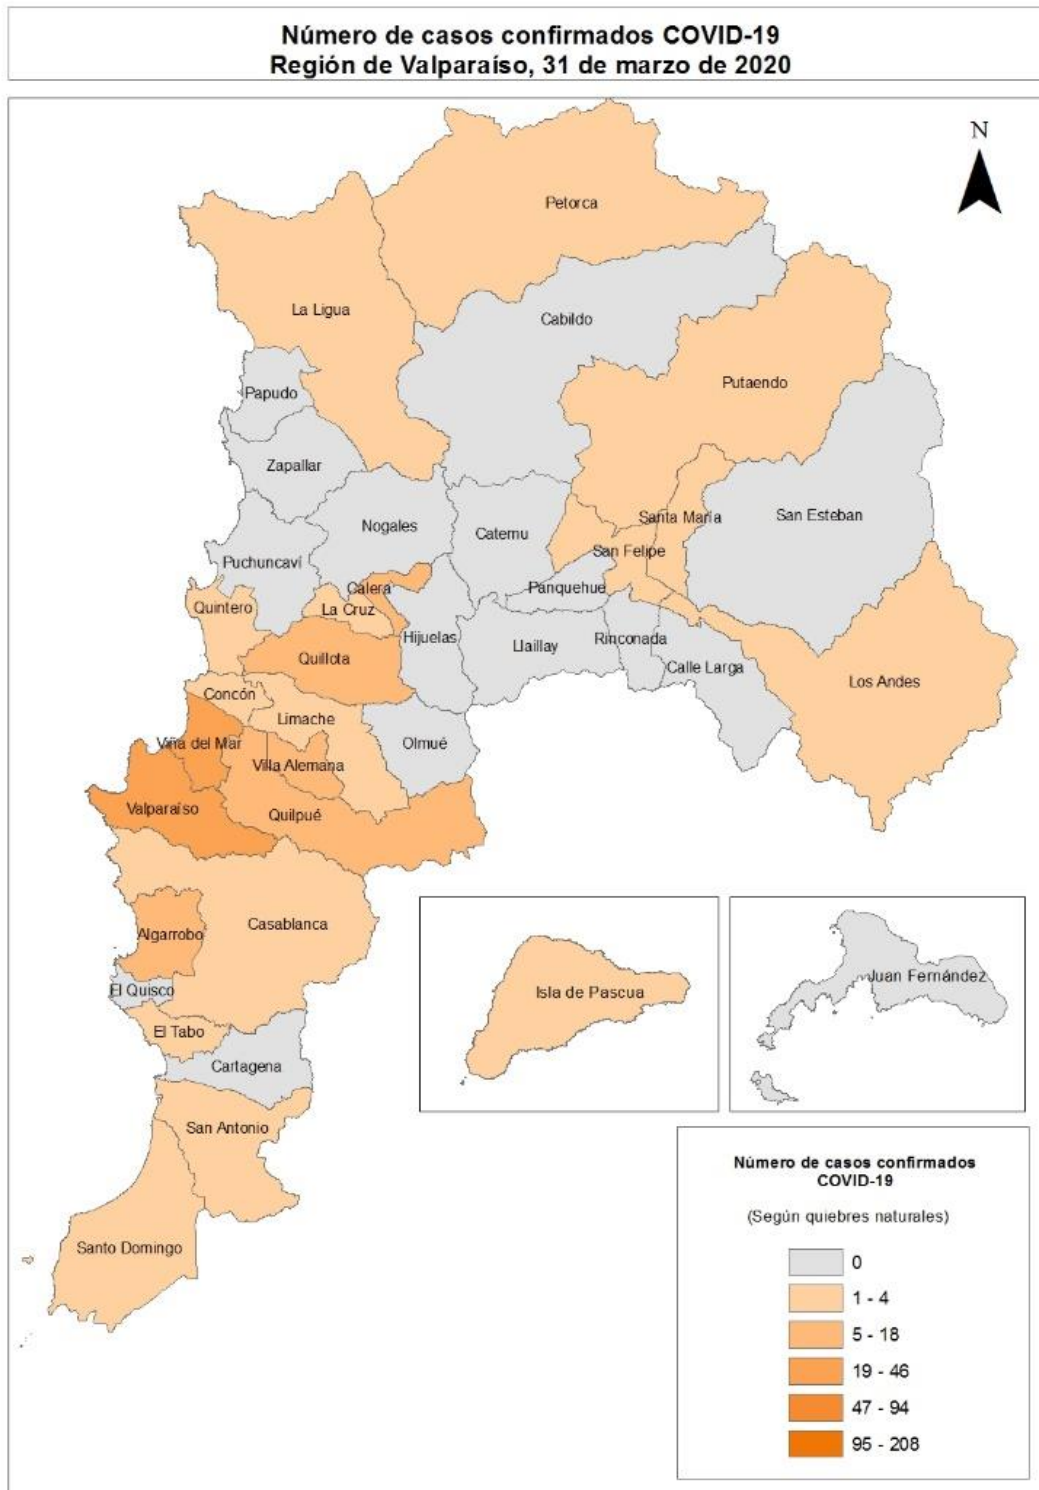 Número de casos confirmados COVID-19
Región de Valparaíso, 31 de marzo de 2020
N
Petorca
La Ligua
Cabildo
Putaendo
Papudo
Zapallar
Nogales
Catemu
Santa María
San Esteban
San Felipe
Puchuncaví
Calera
Panquehue
Quintero
La Cruz
Hijuelas
Llaillay
Rinconada
Quillota
Calle Larga
Los Andes
Concón
Limache
Olmué
Viña del Mar
Villa Alemana
Valparaíso
Quilpué
Casablanca
Algarrobo
El Quisco
Isla de Pascua
Juan Fernández
El Tabo
Cartagena
San Antonio
Santo Domingo
Número de casos confirmados
COVID-19
(Según quiebres naturales)
0
1 - 4
5 - 18
19 - 46
47 - 94
95 - 208